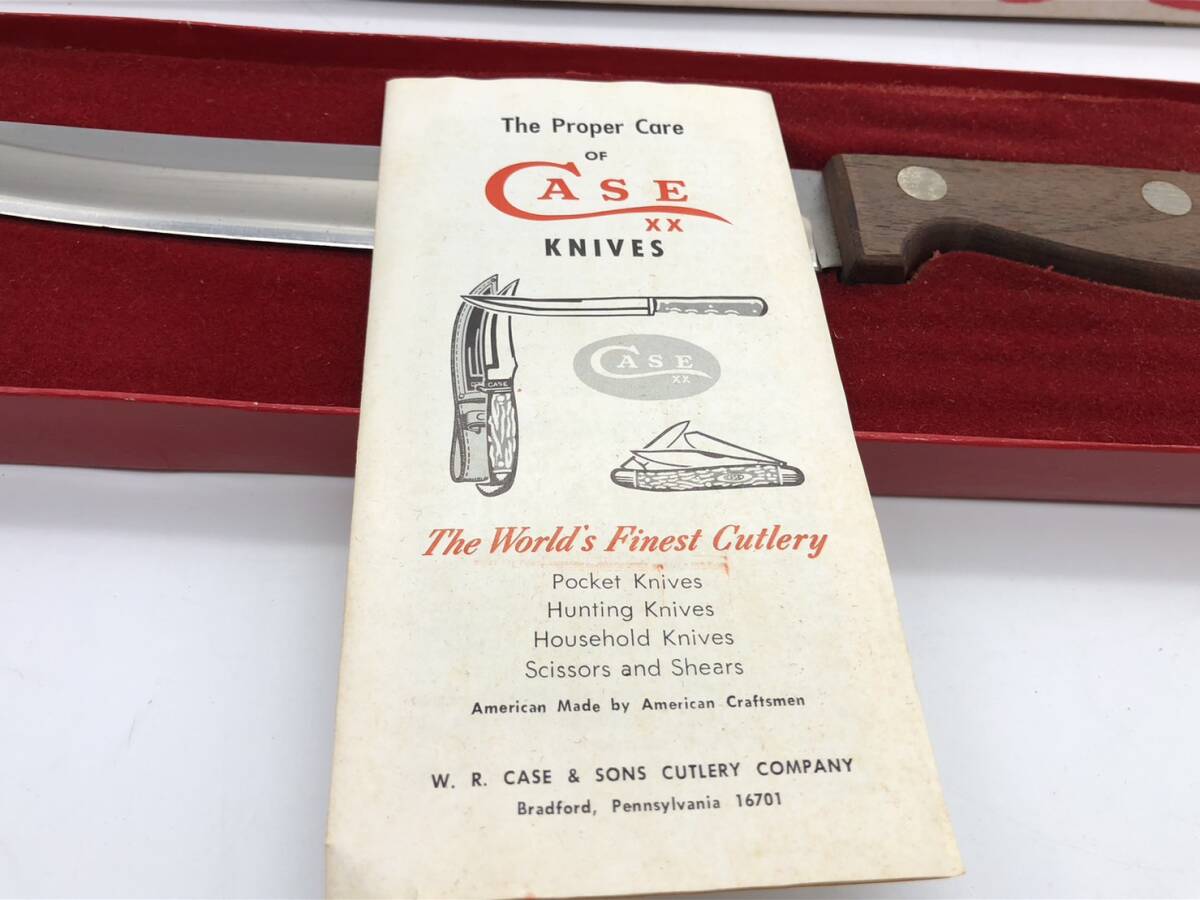 The Proper Care
OF
CASE
XX
KNIVES
CASE
CASE
XX
The World's Finest Cutlery
Pocket Knives
Hunting Knives
Household Knives
Scissors and Shears
American Made by American Craftsmen
W. R. CASE & SONS CUTLERY COMPANY
Bradford, Pennsylvania 16701